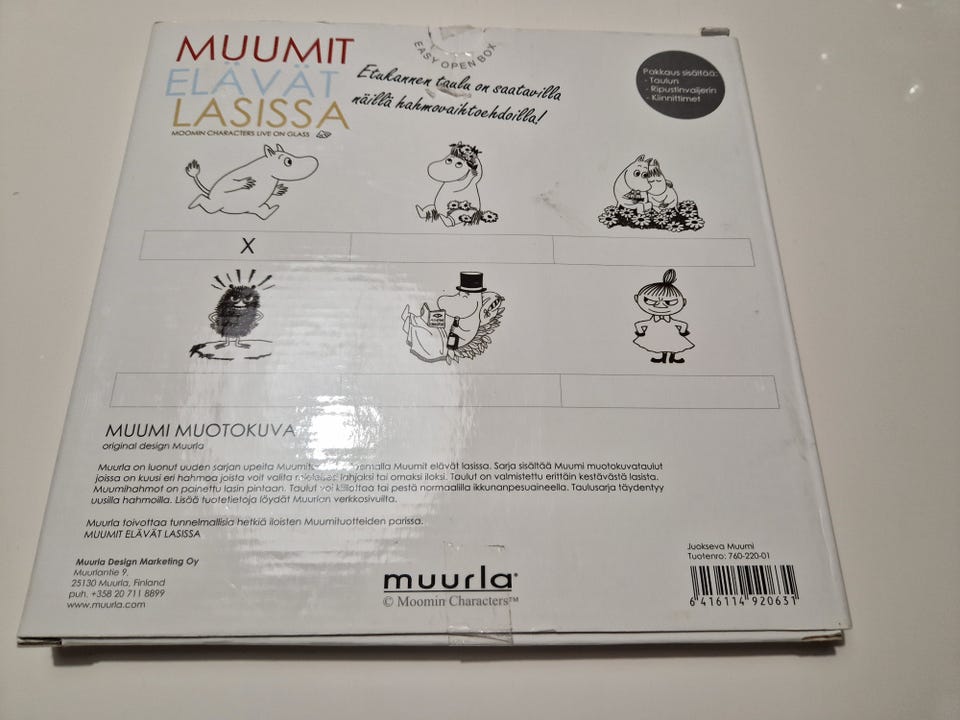 MUUMIT
ELÄVÄT
LASISSA
MOOMIN CHARACTERS LIVE ON GLASS
EASY OPEN BOX
Etukannen taulu on saatavilla
näillä hahmovaihtoehdoilla!
Pakkaus sisältää:
- Taulun
- Ripustinvaijerin
- Kiinnittimet
X
MUUMI MUOTOKUVA
original design Muurla
Muurla on luonut uuden sarjan upeita Muumita Muumit elävät lasissa. Sarja sisältää Muumi muotokuvataulut
joissa on kuusi eri hahmoa joista voit valita mieleisesi lahjaksi tai omaksi iloksi. Taulut on valmistettu erittäin kestävästä lasista.
Muumihahmot on painettu lasin pintaan. Taulut voi kiillottaa tai pestä normaalilla ikkunanpesuaineella. Taulusarja täydentyy
uusilla hahmoilla. Lisää tuotetietoja löydät Muurlan verkkosivuilta.
Muurla toivottaa tunnelmallisia hetkiä iloisten Muumituotteiden parissa.
MUUMIT ELÄVÄT LASISSA
Muurla Design Marketing Oy
Muurlantie 9,
25130 Muurla, Finland
puh. +358 20 711 8899
www.muurla.com
muurla
© Moomin Characters™
Juokseva Muumi
Tuotenro: 760-220-01
6 416114 920631